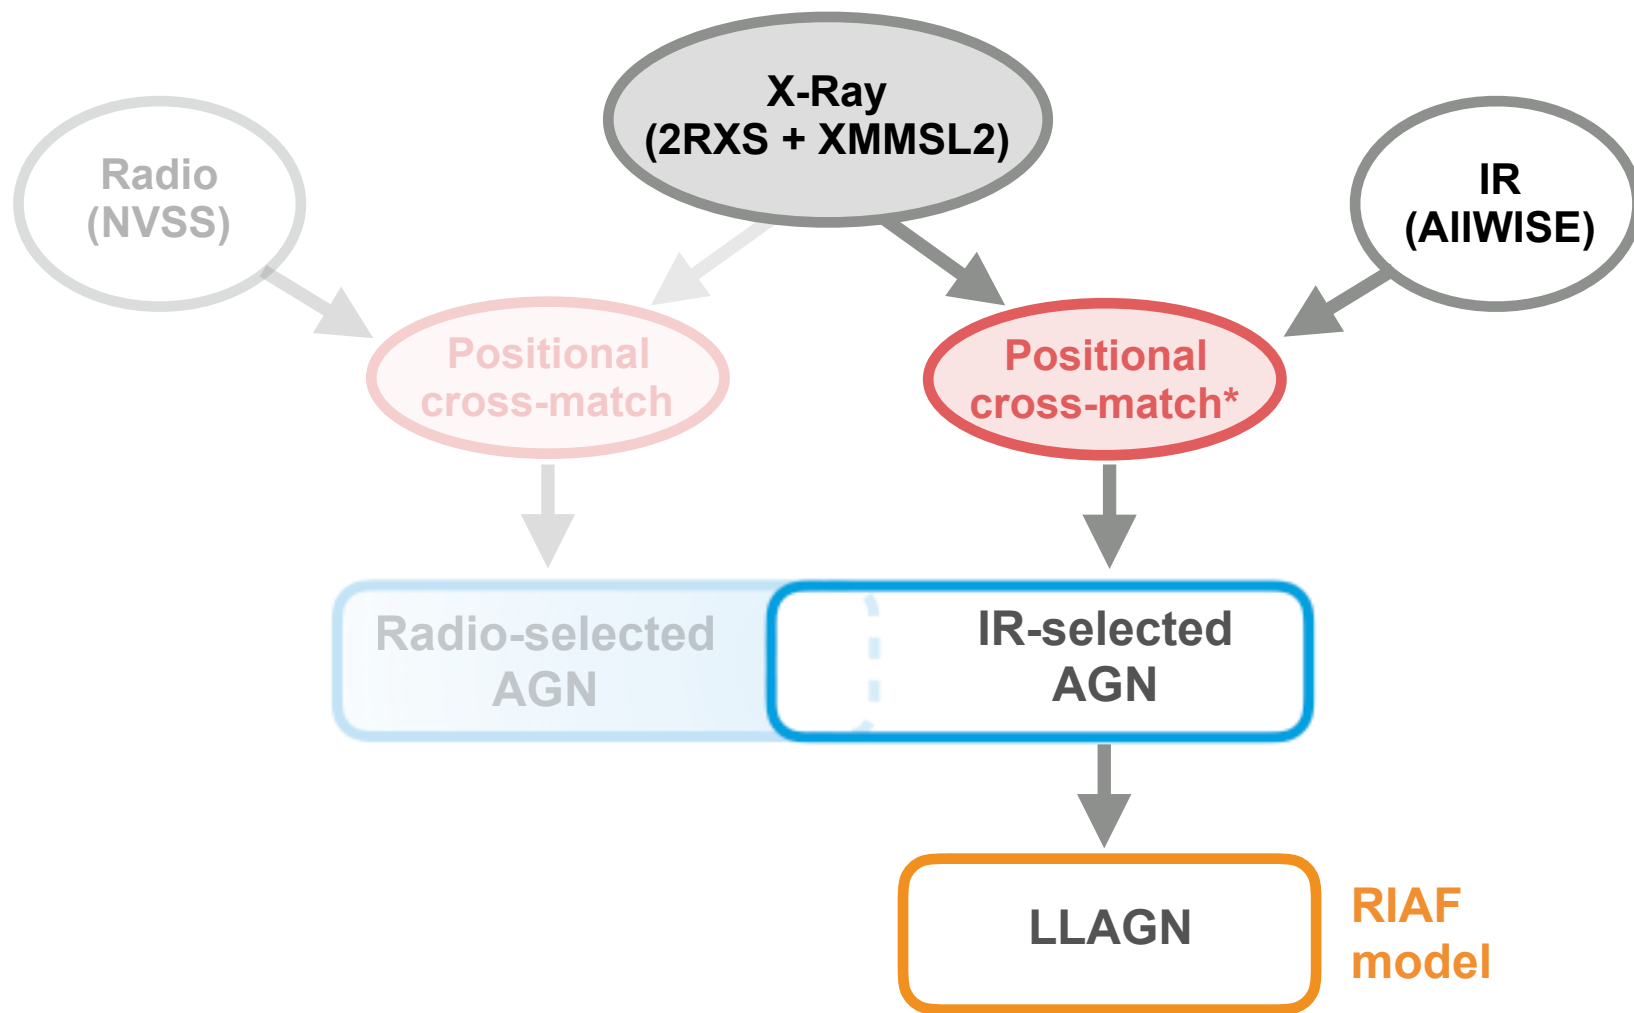 X-Ray
(2RXS + XMMSL2)
Radio
(NVSS)
IR
(AllWISE)
Positional
cross-match
Positional
cross-match*
Radio-selected
AGN
IR-selected
AGN
LLAGN
RIAF
model